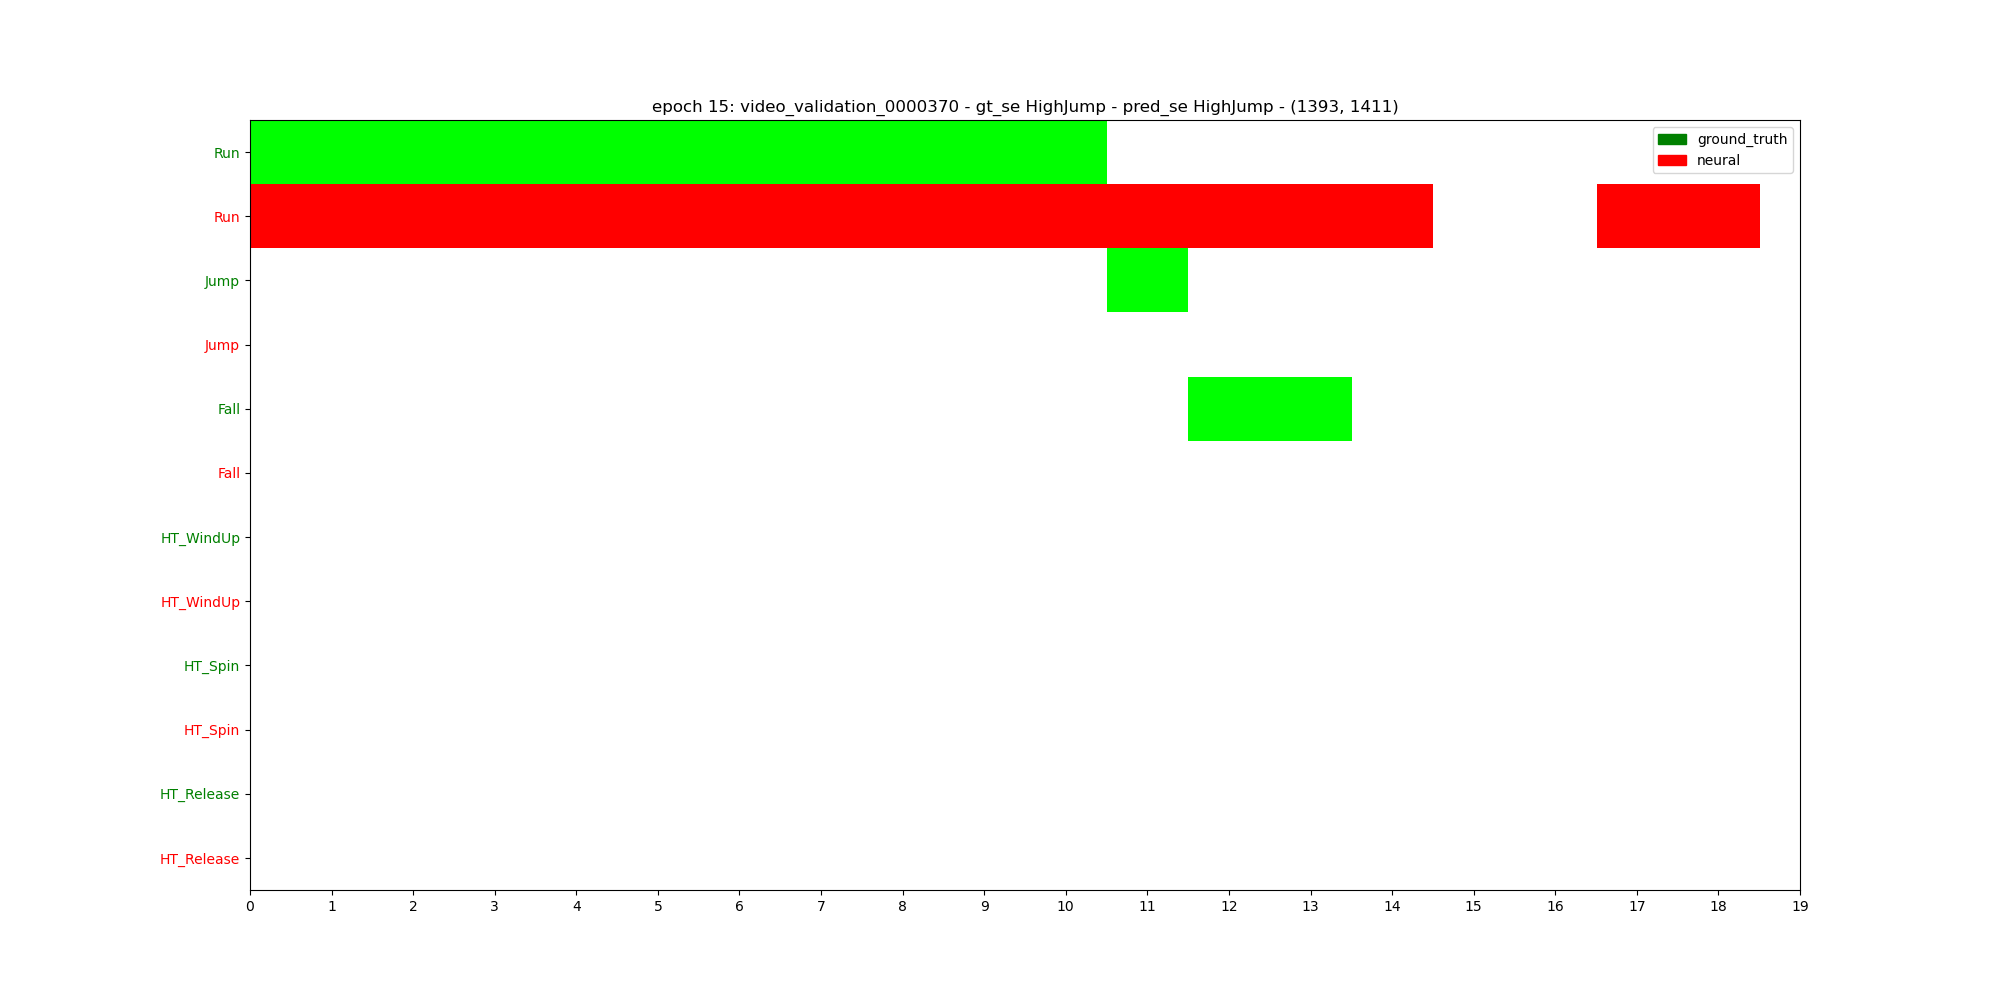 epoch 15: video_validation_0000370 - gt_se HighJump - pred_se HighJump - (1393, 1411)
ground_truth
neural
Run
Run
Jump
Jump
Fall
Fall
HT_WindUp
HT_WindUp
HT_Spin
HT_Spin
HT_Release
HT_Release
0 1 2 3 4 5 6 7 8 9 10 11 12 13 14 15 16 17 18 19